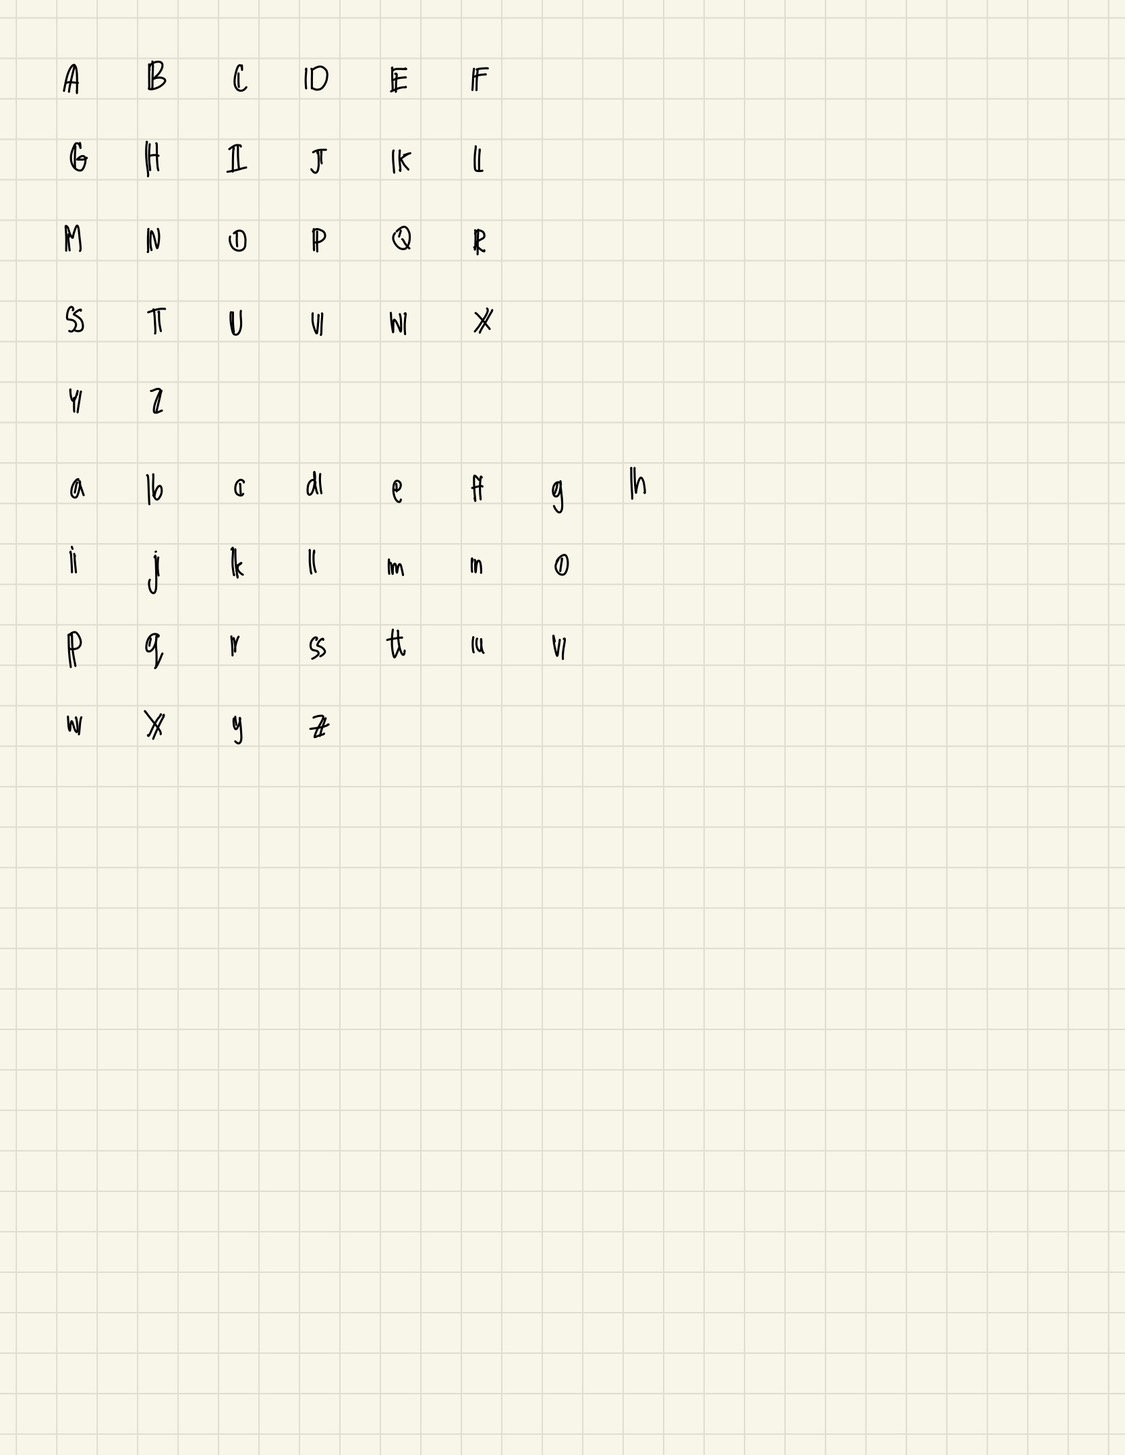 𝔸 𝔹 ℂ 𝔻 𝔼 𝔽
𝔾 ℍ 𝕀 𝕁 𝕂 𝕃
𝕄 ℕ 𝕆 ℙ ℚ ℝ
𝕊 𝕋 𝕌 𝕍 𝕎 𝕏
𝕐 ℤ
𝕒 𝕓 𝕔 𝕕 𝕖 𝕗 𝕘 𝕙
𝕚 𝕛 𝕜 𝕝 𝕞 𝕟 𝕠
𝕡 𝕢 𝕣 𝕤 𝕥 𝕦 𝕧
𝕨 𝕩 𝕪 𝕫